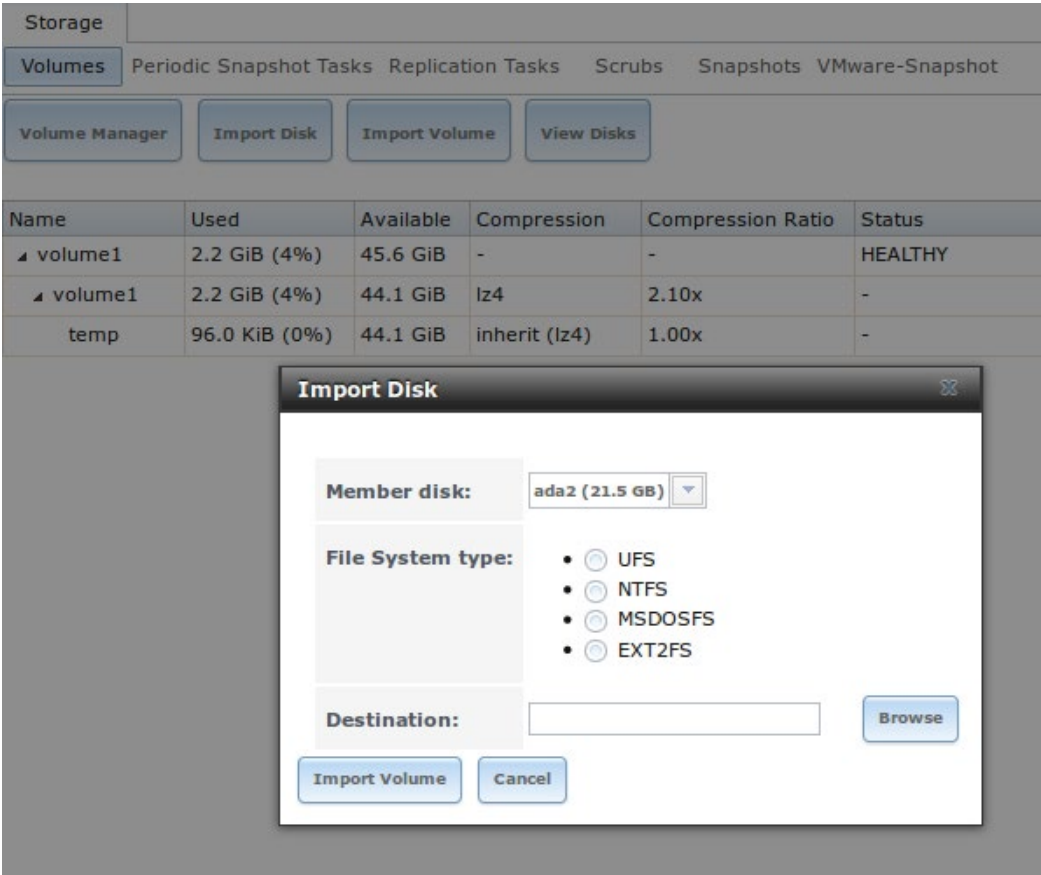 Storage
Volumes Periodic Snapshot Tasks Replication Tasks Scrubs Snapshots VMware-Snapshot
Volume Manager Import Disk Import Volume View Disks
Name Used Available Compression Compression Ratio Status
volume1 2.2 GiB (4%) 45.6 GiB - - HEALTHY
volume1 2.2 GiB (4%) 44.1 GiB lz4 2.10x -
temp 96.0 KiB (0%) 44.1 GiB inherit (lz4) 1.00x -
Import Disk
Member disk: ada2 (21.5 GB)
File System type: • UFS
• NTFS
• MSDOSFS
• EXT2FS
Destination: Browse
Import Volume Cancel